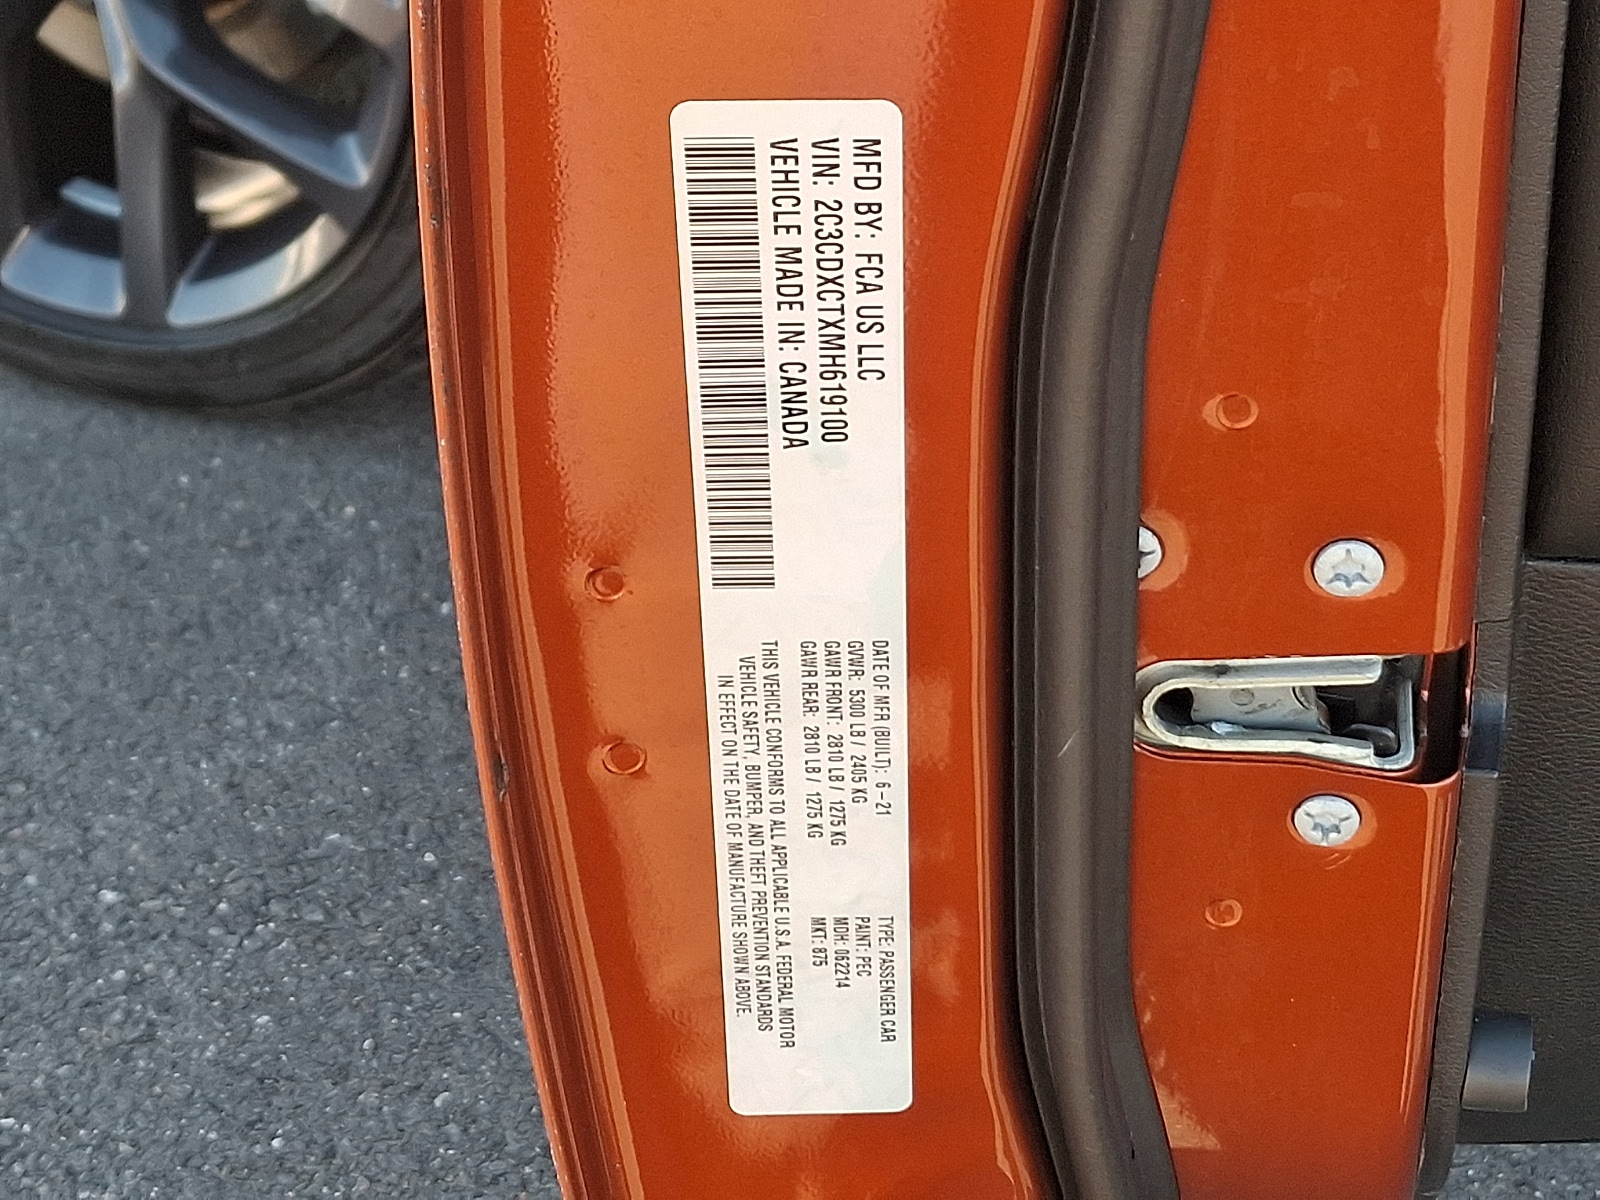 MFD BY: FCA US LLC
VIN: 2C3CDXCTXMH619100
VEHICLE MADE IN: CANADA
DATE OF MFR (BUILT): 6-21
GVWR: 5300 LB / 2405 KG
GAWR FRONT: 2810 LB / 1275 KG
GAWR REAR: 2810 LB / 1275 KG
TYPE: PASSENGER CAR
PAINT: PEC
MDH: 062214
MKT: 875
THIS VEHICLE CONFORMS TO ALL APPLICABLE U.S.A. FEDERAL MOTOR
VEHICLE SAFETY, BUMPER, AND THEFT PREVENTION STANDARDS
IN EFFECT ON THE DATE OF MANUFACTURE SHOWN ABOVE.